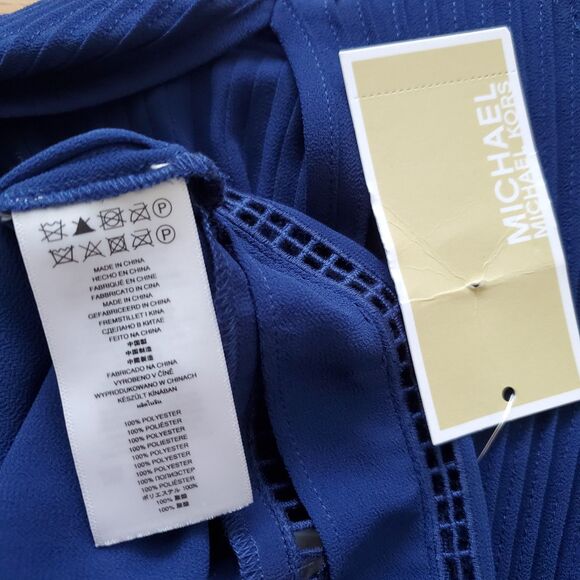 MADE IN CHINA
HECHO EN CHINA
FABRIQUÉ EN CHINE
FABBRICATO IN CINA
MADE IN CHINA
GEFABRICEERD IN CHINA
FREMSTILLET I KINA
СДЕЛАНО В КИТАЕ
FEITO NA CHINA
中国製
中国制造
中國製造
FABRICADO NA CHINA
VYROBENO V ČÍNĚ
WYPRODUKOWANO W CHINACH
KÉSZÜLT KÍNÁBAN
100% POLYESTER
100% POLIÉSTER
100% POLYESTER
100% POLIESTERE
100% POLYESTER
100% POLYESTER
100% POLYESTER
100% ПОЛИЭСТЕР
100% POLIÉSTER
ポリエステル 100%
100% 聚酯
100% 聚酯
MICHAEL
MICHAEL KORS